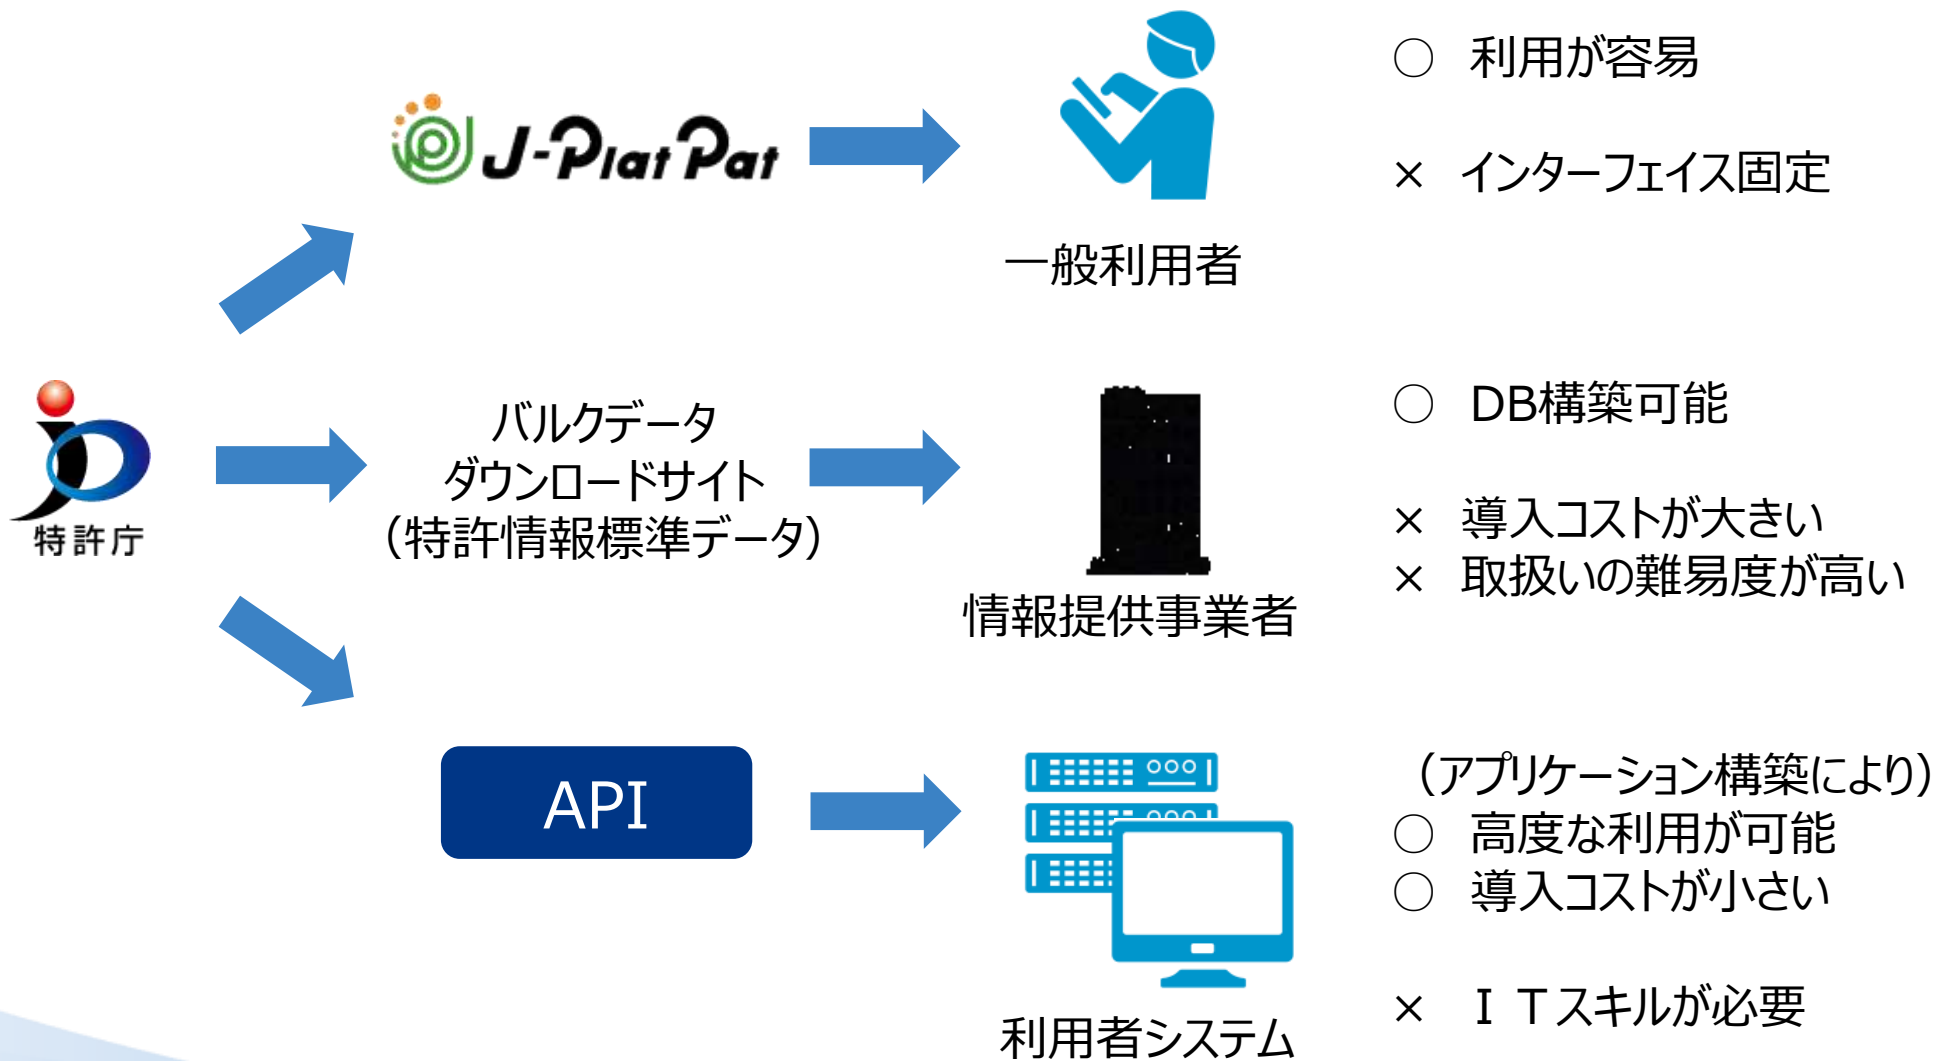 J-PlatPat
一般利用者
○　利用が容易
×　インターフェイス固定
特許庁
バルクデータ
ダウンロードサイト
（特許情報標準データ）
情報提供事業者
○　DB構築可能
×　導入コストが大きい
×　取扱いの難易度が高い
API
利用者システム
（アプリケーション構築により）
○　高度な利用が可能
○　導入コストが小さい
×　ＩＴスキルが必要